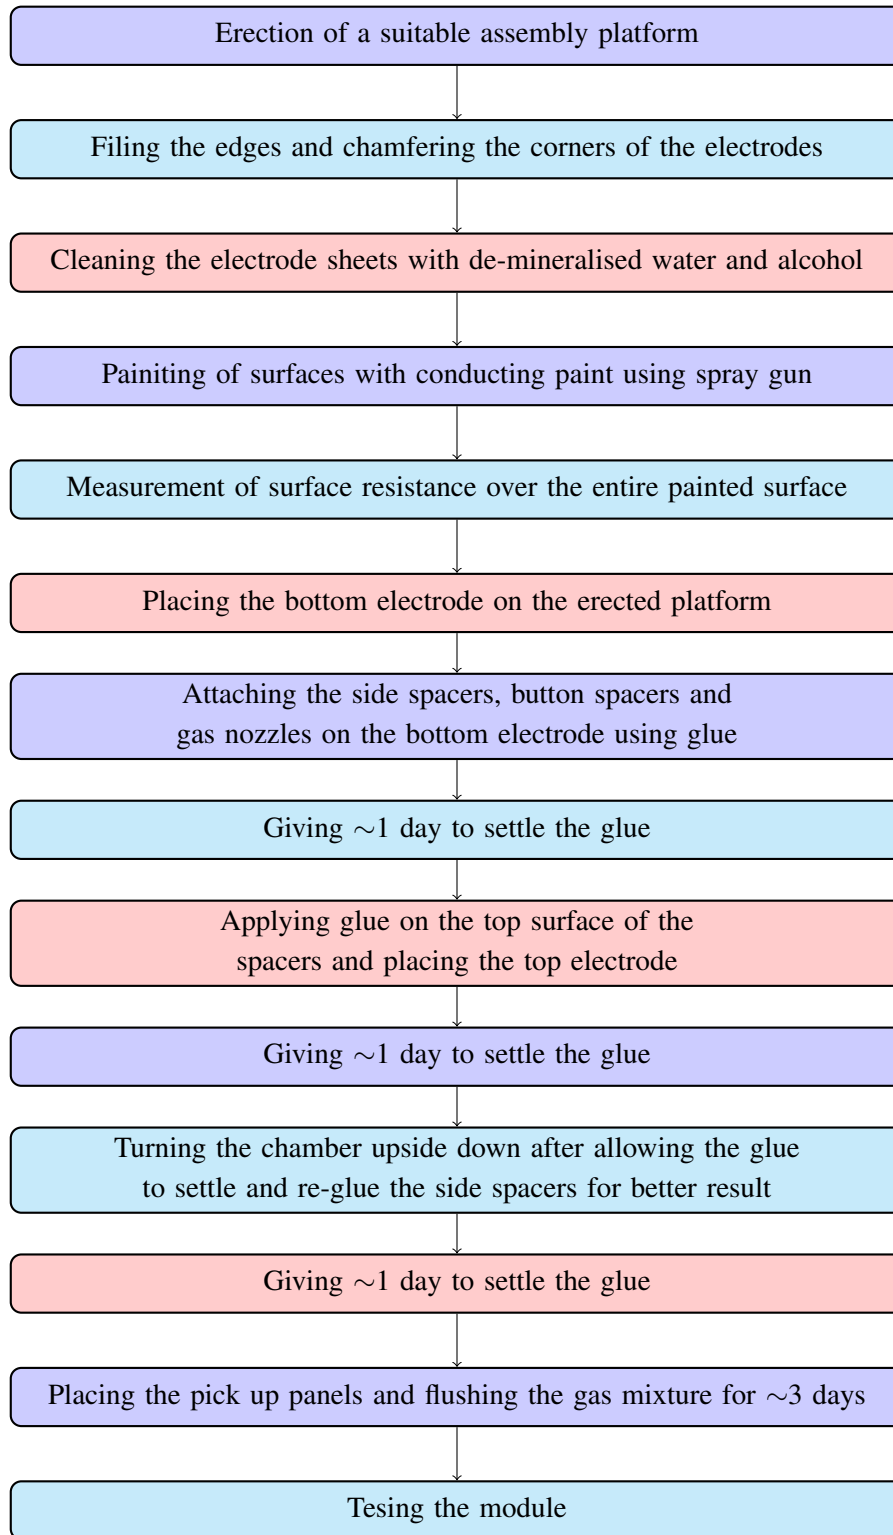 Erection of a suitable assembly platform
Filing the edges and chamfering the corners of the electrodes
Cleaning the electrode sheets with de-mineralised water and alcohol
Painiting of surfaces with conducting paint using spray gun
Measurement of surface resistance over the entire painted surface
Placing the bottom electrode on the erected platform
Attaching the side spacers, button spacers and
gas nozzles on the bottom electrode using glue
Giving ∼1 day to settle the glue
Applying glue on the top surface of the
spacers and placing the top electrode
Giving ∼1 day to settle the glue
Turning the chamber upside down after allowing the glue
to settle and re-glue the side spacers for better result
Giving ∼1 day to settle the glue
Placing the pick up panels and flushing the gas mixture for ∼3 days
Tesing the module